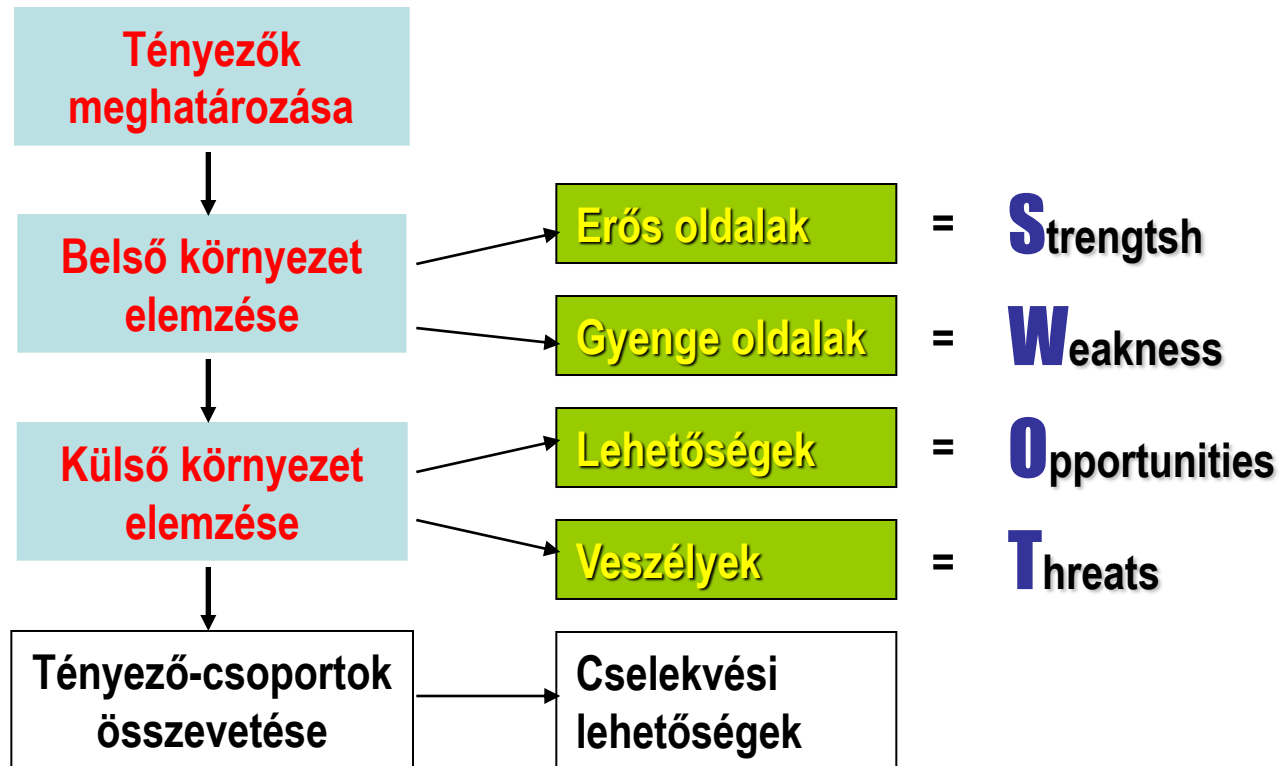 Tényezők
meghatározása
Belső környezet
elemzése
Erős oldalak = Strengtsh
Gyenge oldalak = Weakness
Külső környezet
elemzése
Lehetőségek = Opportunities
Veszélyek = Threats
Tényező-csoportok
összevetése
Cselekvési
lehetőségek